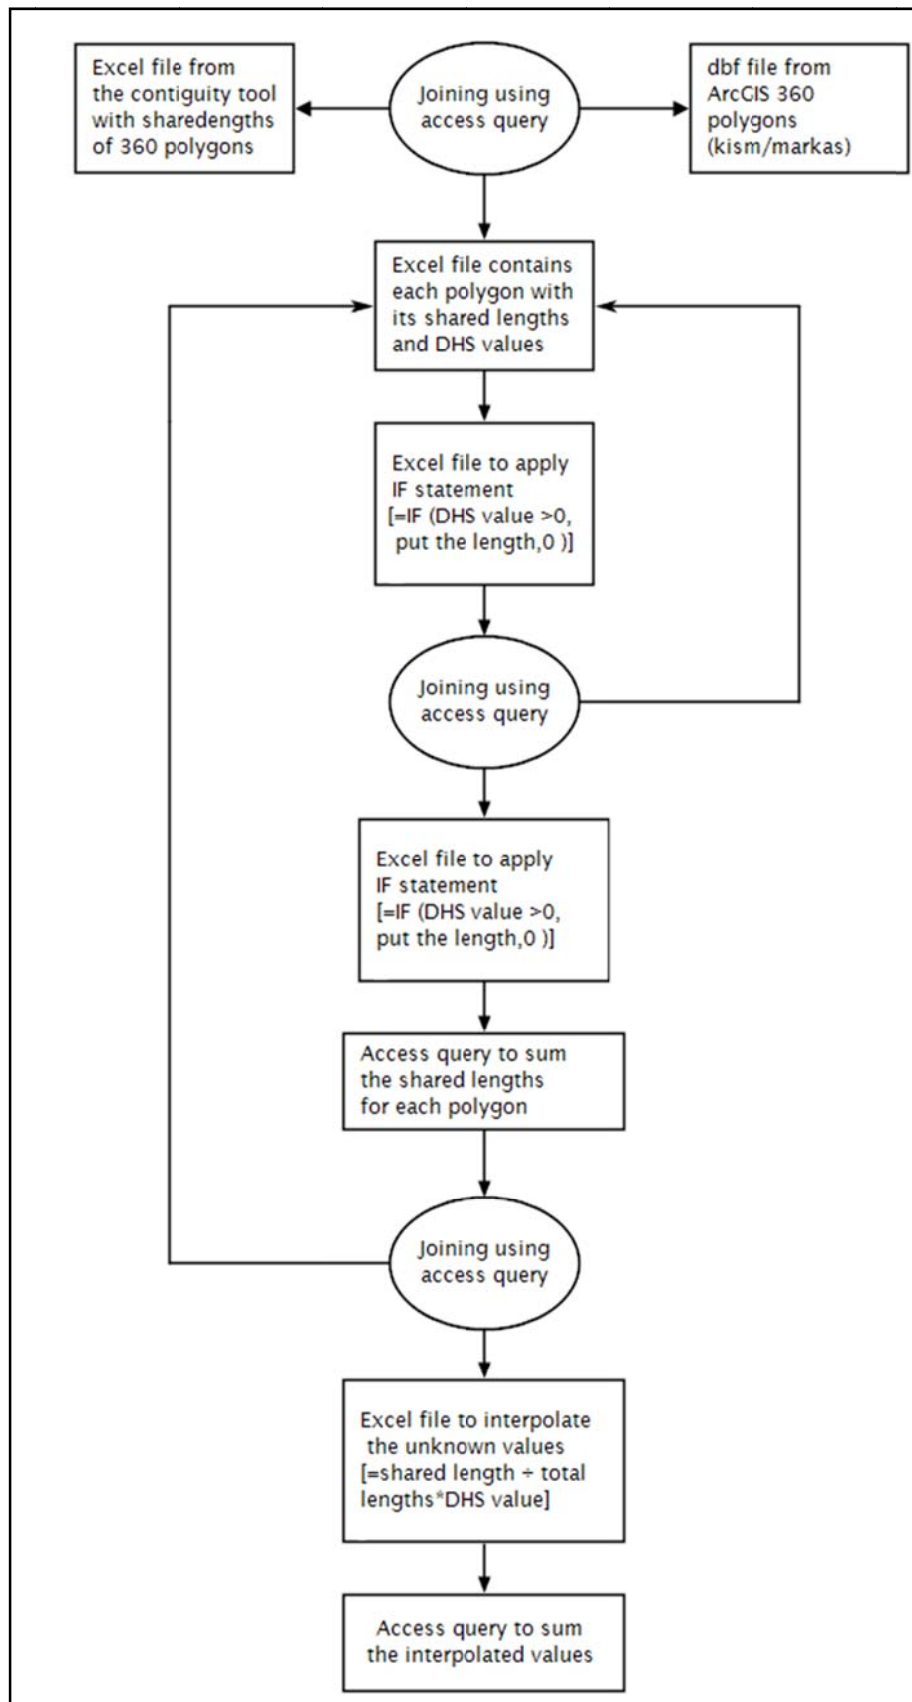 Excel file from
the contiguity tool
with sharedengths
of 360 polygons
Joining using
access query
dbf file from
ArcGIS 360
polygons
(kism/markas)
Excel file contains
each polygon with
its shared lengths
and DHS values
Excel file to apply
IF statement
[=IF (DHS value >0,
put the length,0 )]
Joining using
access query
Excel file to apply
IF statement
[=IF (DHS value >0,
put the length,0 )]
Access query to sum
the shared lengths
for each polygon
Joining using
access query
Excel file to interpolate
the unknown values
[=shared length ÷ total
lengths*DHS value]
Access query to sum
the interpolated values